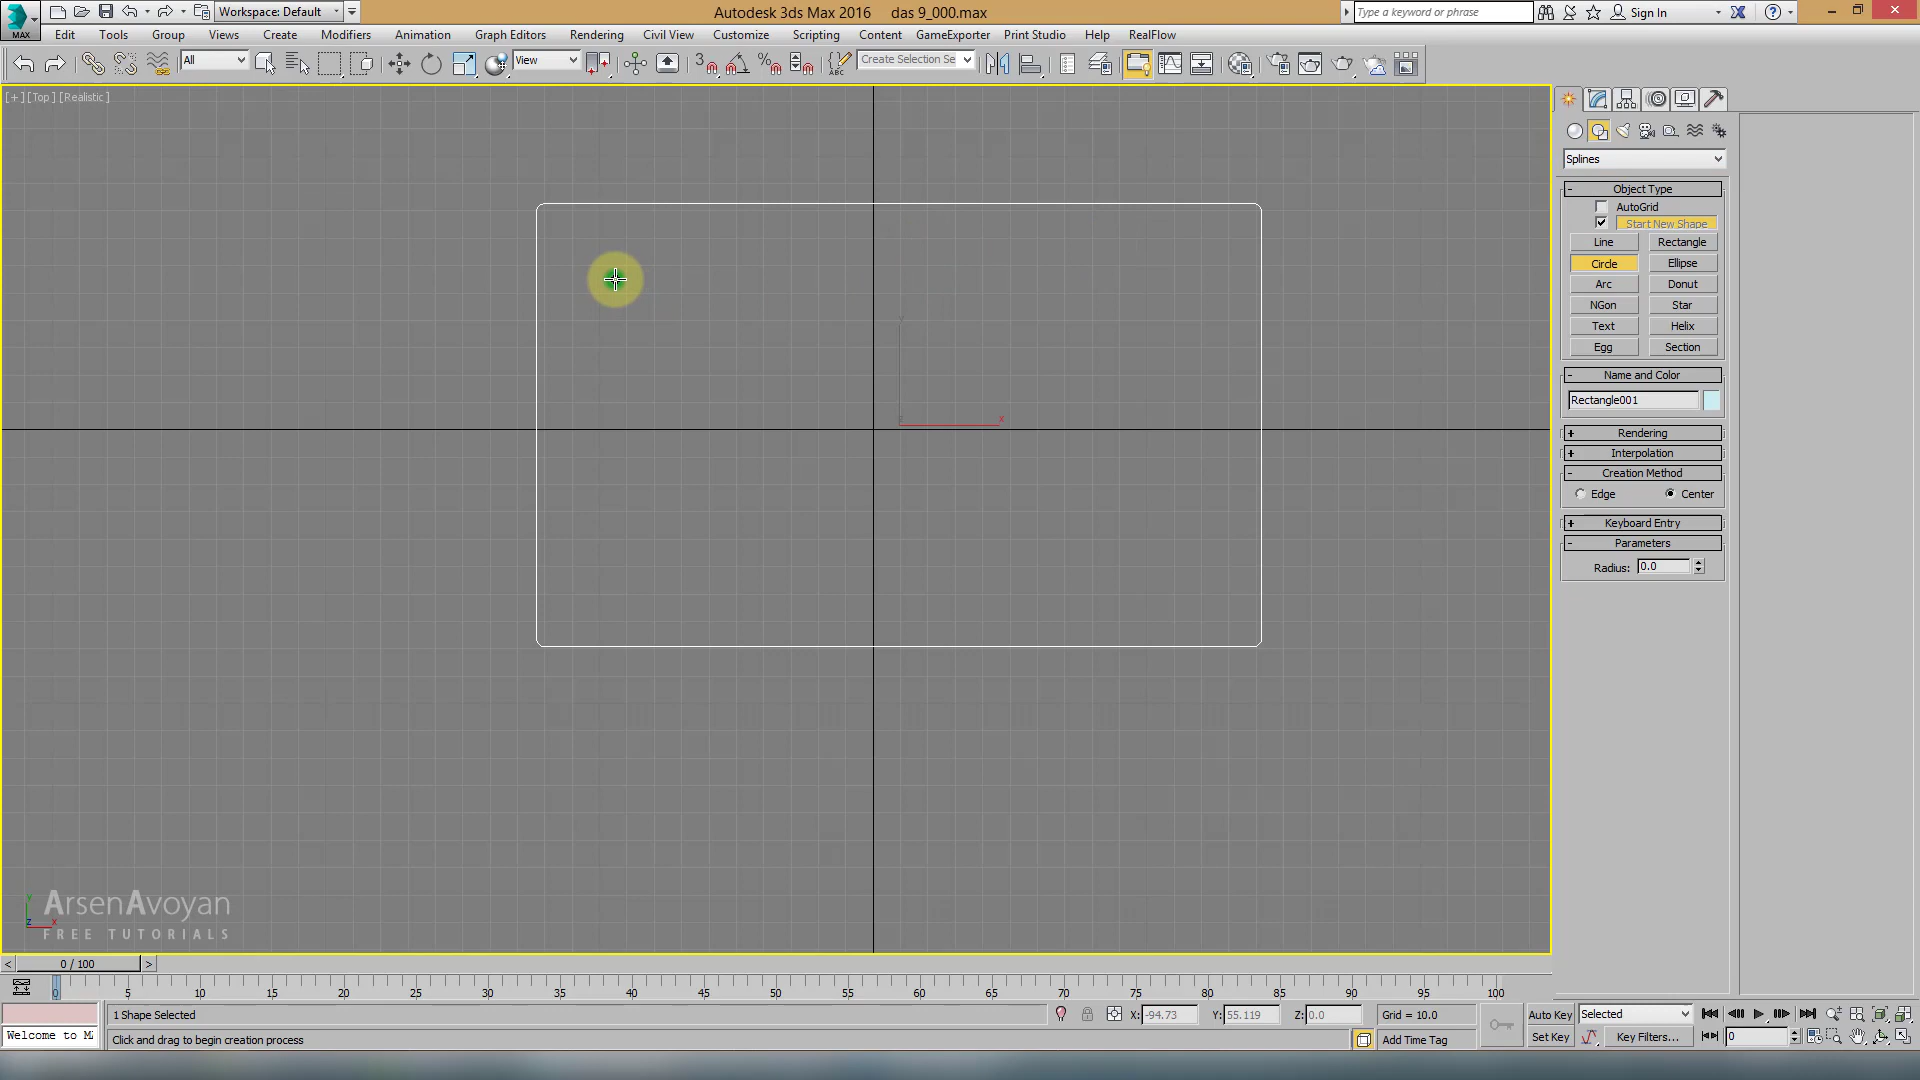 Autodesk 3ds Max 2016 das 9_000.max
MAX
Workspace: Default
Type a keyword or phrase
Sign In
Edit Tools Group Views Create Modifiers Animation Graph Editors Rendering Civil View Customize Scripting Content GameExporter Print Studio Help RealFlow
All
View
3
ABC
Create Selection Se
[+][Top][Realistic]
Splines
- Object Type
AutoGrid
Start New Shape
Line Rectangle
Circle Ellipse
Arc Donut
NGon Star
Text Helix
Egg Section
- Name and Color
Rectangle001
+ Rendering
+ Interpolation
- Creation Method
Edge Center
+ Keyboard Entry
- Parameters
Radius: 0.0
Y
X
ArsenAvoyan
FREE TUTORIALS
Y
Z X
< 0 / 100 >
0 5 10 15 20 25 30 35 40 45 50 55 60 65 70 75 80 85 90 95 100
1 Shape Selected
X: -94.73 Y: 55.119 Z: 0.0 Grid = 10.0
Auto Key Selected
Welcome to M
Click and drag to begin creation process
Add Time Tag
Set Key Key Filters... 0